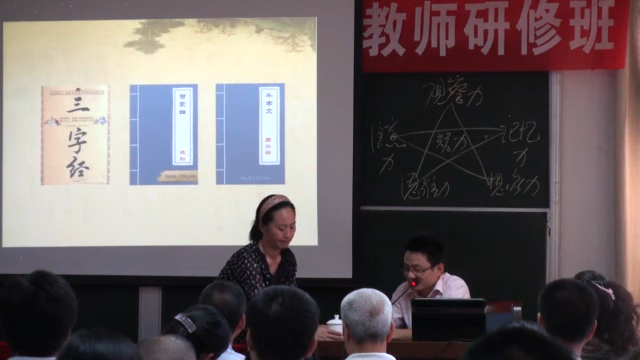 教师研修班
三字经
百家姓
千字文
观察力
注意力
智力
记忆力
思维力
想象力